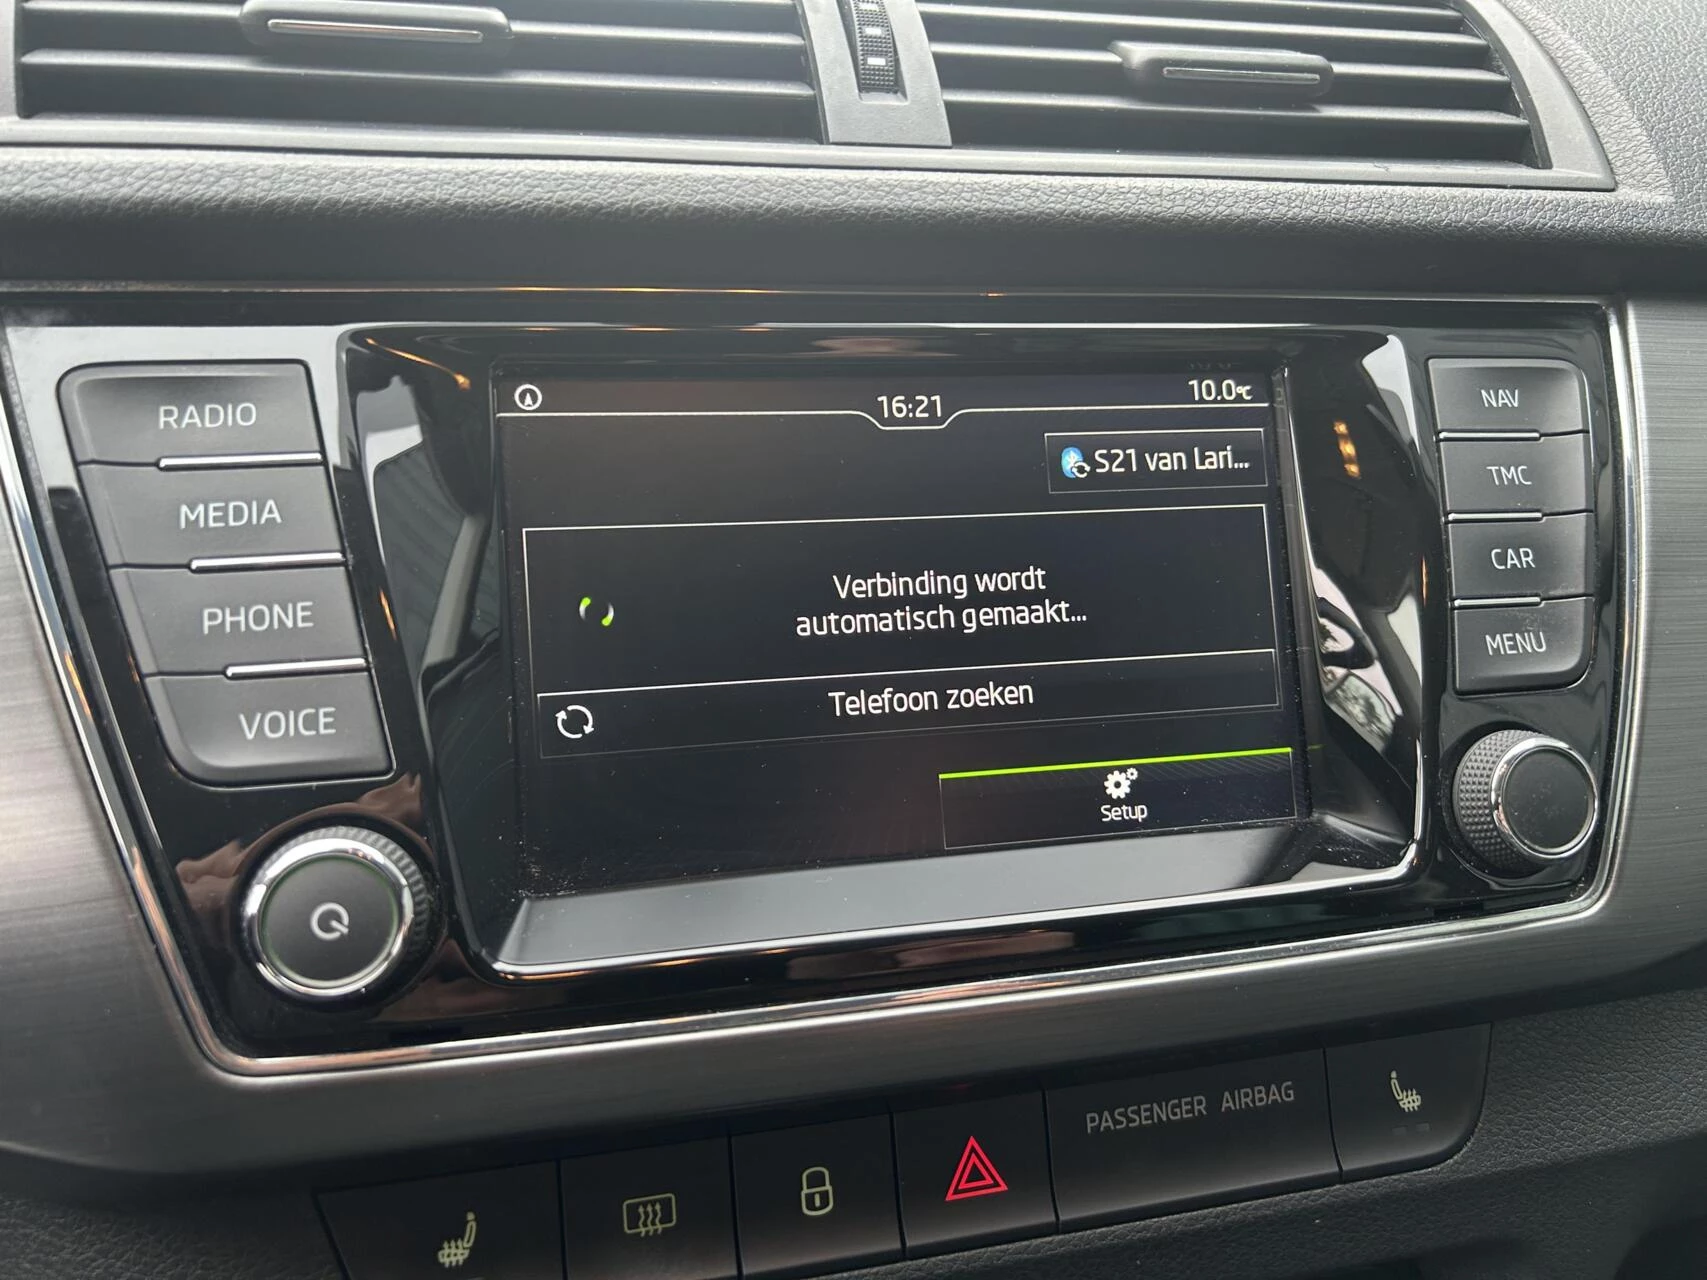 16:21
10.0°C
S21 van Lari...
Verbinding wordt
automatisch gemaakt...
Telefoon zoeken
Setup
RADIO
MEDIA
PHONE
VOICE
NAV
TMC
CAR
MENU
PASSENGER AIRBAG